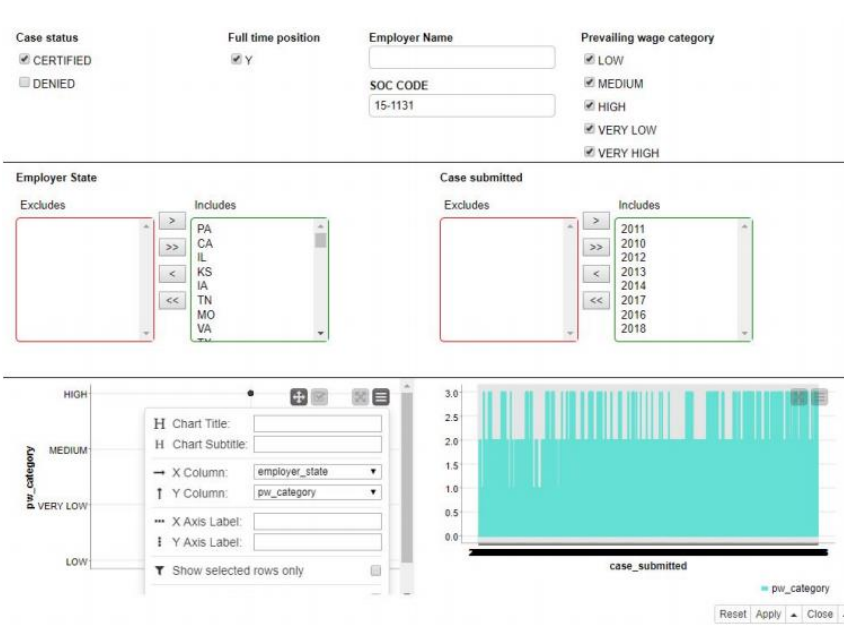 Case status
CERTIFIED
DENIED
Full time position
Y
Employer Name
SOC CODE
15-1131
Prevailing wage category
LOW
MEDIUM
HIGH
VERY LOW
VERY HIGH
Employer State
Excludes
>
>>
<
<<
Includes
PA
CA
IL
KS
IA
TN
MO
VA
Case submitted
Excludes
>
>>
<
<<
Includes
2011
2010
2012
2013
2014
2017
2016
2018
HIGH
MEDIUM
VERY LOW
LOW
pw_category
H Chart Title:
H Chart Subtitle:
X Column: employer_state
Y Column: pw_category
X Axis Label:
Y Axis Label:
Show selected rows only
3.0
2.5
2.0
1.5
1.0
0.5
0.0
case_submitted
pw_category
Reset Apply Close